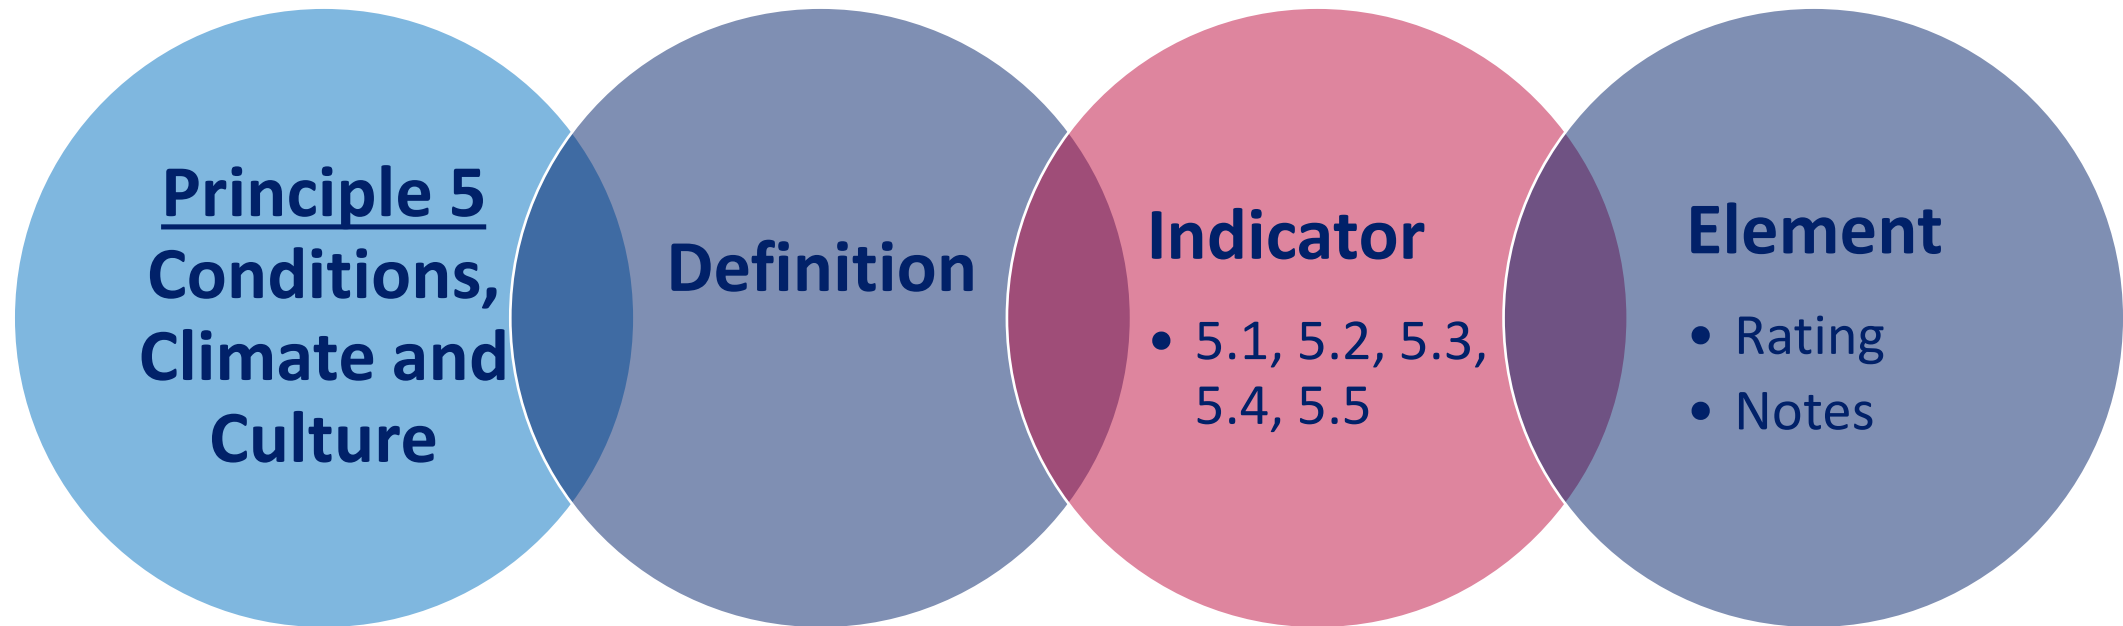 Principle 5
Conditions,
Climate and
Culture
Definition
Indicator
• 5.1, 5.2, 5.3,
5.4, 5.5
Element
• Rating
• Notes